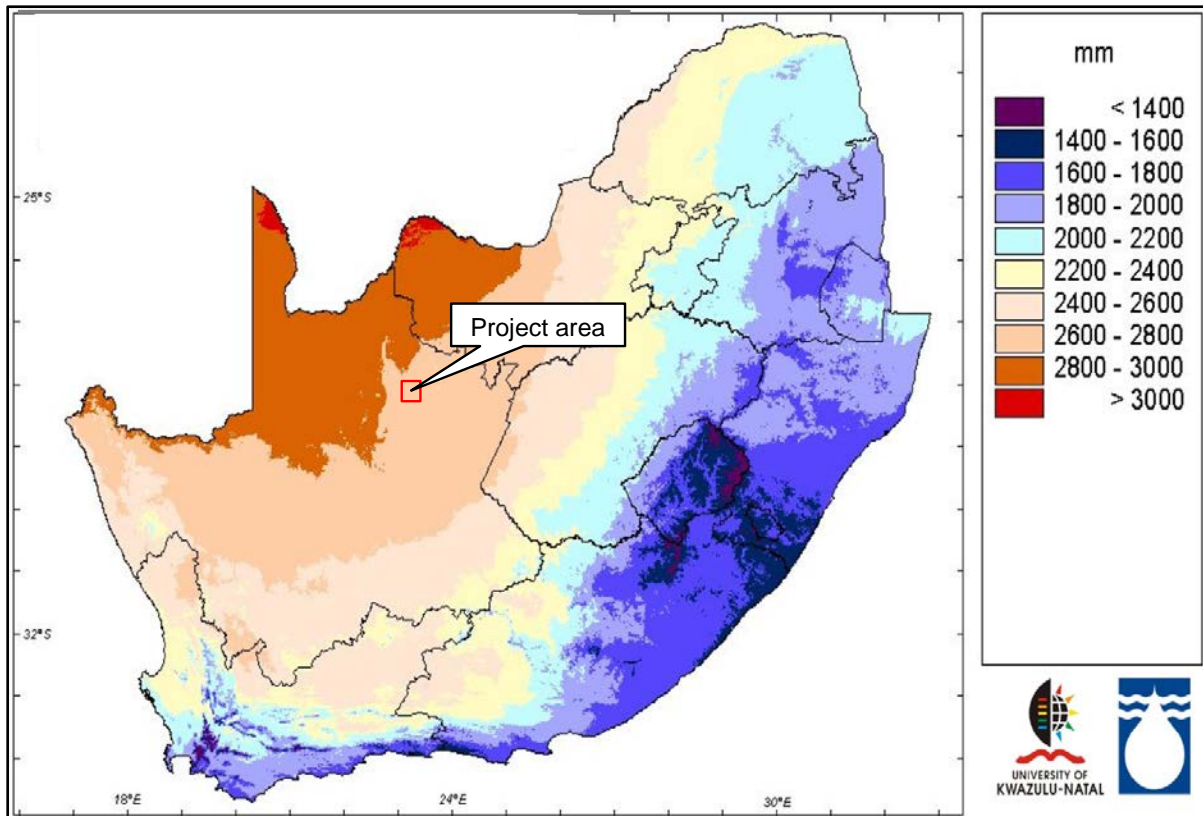 mm
< 1400
1400 - 1600
1600 - 1800
1800 - 2000
2000 - 2200
2200 - 2400
2400 - 2600
2600 - 2800
2800 - 3000
> 3000
25°S
Project area
32°S
18°E
24°E
30°E
UNIVERSITY OF
KWAZULU-NATAL